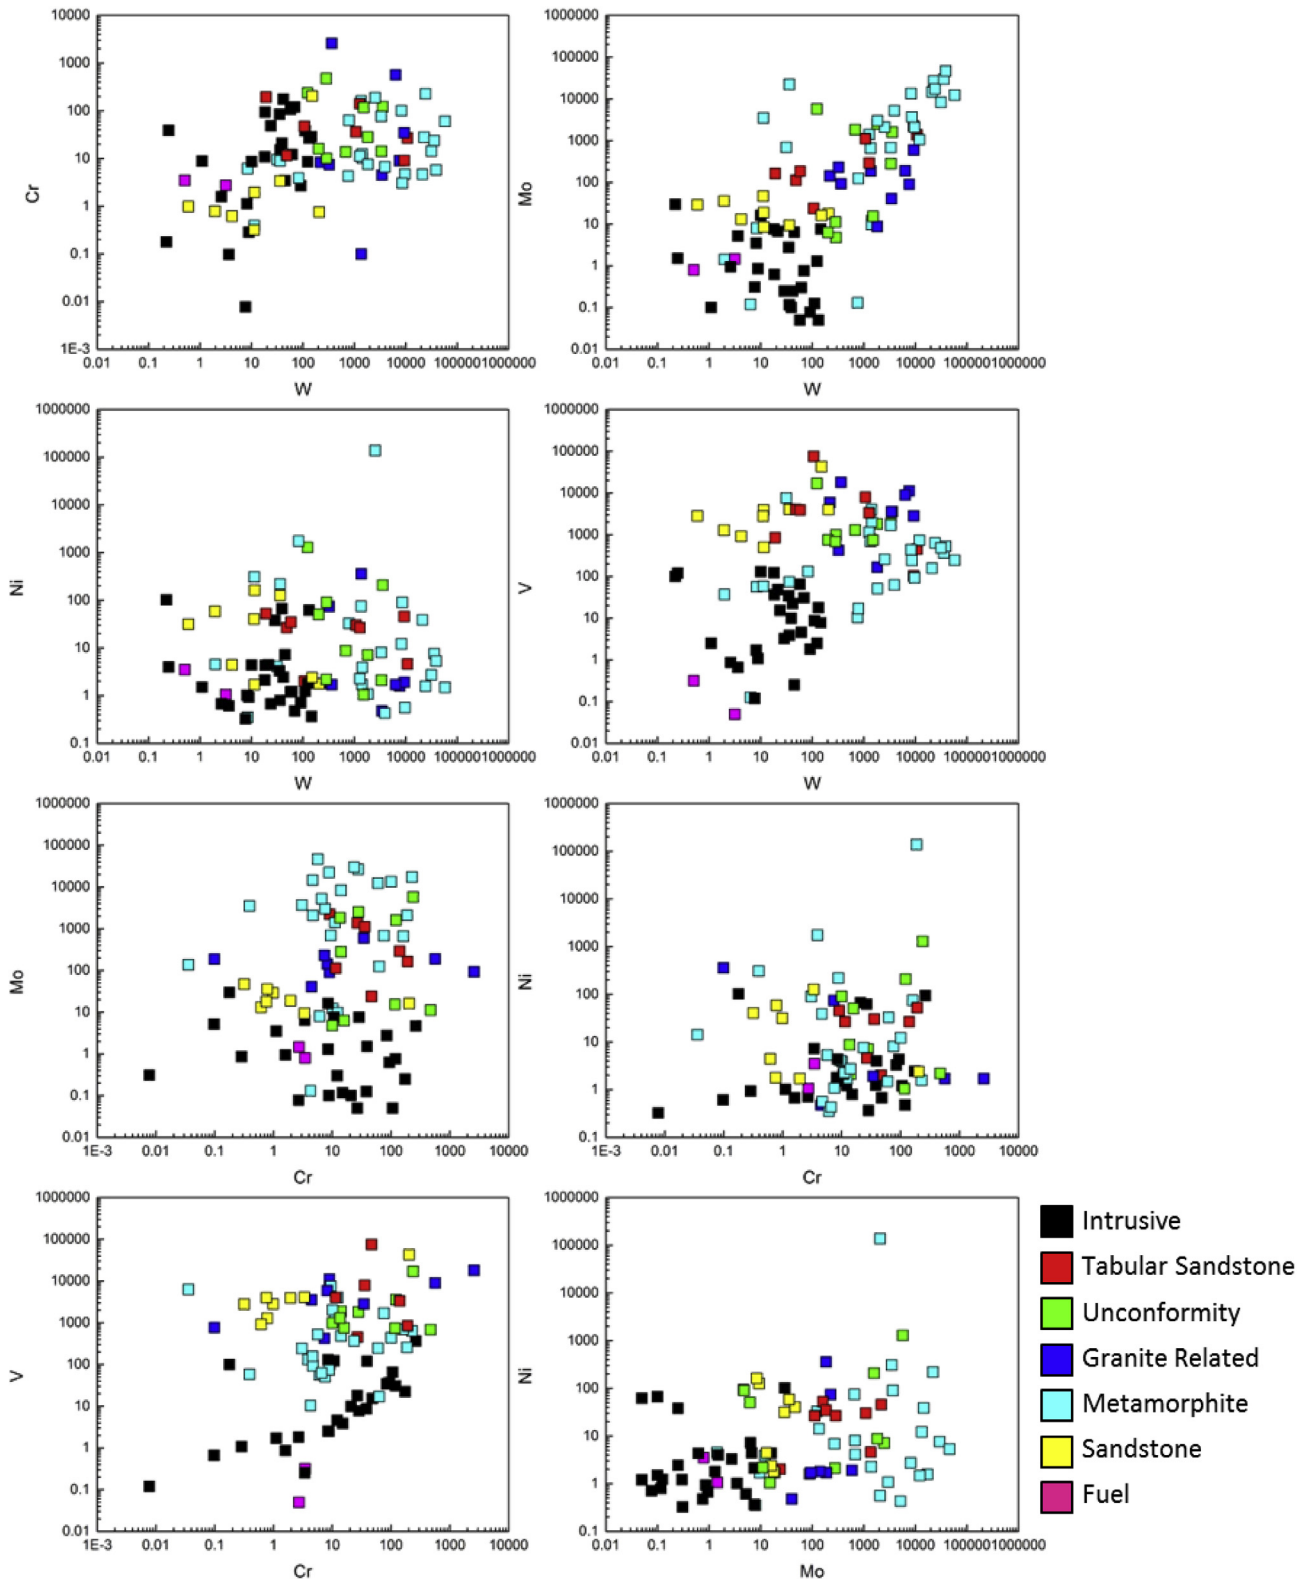 10000 1000 100 10 1 0.1 0.01 1E-3
Cr
0.01 0.1 1 10 100 1000 10000 1000001000000
W
1000000 100000 10000 1000 100 10 1 0.1 0.01
Mo
0.01 0.1 1 10 100 1000 10000 1000001000000
W
1000000 100000 10000 1000 100 10 1 0.1
Ni
0.01 0.1 1 10 100 1000 10000 1000001000000
W
1000000 100000 10000 1000 100 10 1 0.1 0.01
V
0.01 0.1 1 10 100 1000 10000 1000001000000
W
1000000 100000 10000 1000 100 10 1 0.1 0.01
Mo
1E-3 0.01 0.1 1 10 100 1000 10000
Cr
1000000 100000 10000 1000 100 10 1 0.1
Ni
1E-3 0.01 0.1 1 10 100 1000 10000
Cr
1000000 100000 10000 1000 100 10 1 0.1 0.01
V
1E-3 0.01 0.1 1 10 100 1000 10000
Cr
1000000 100000 10000 1000 100 10 1 0.1
Ni
0.01 0.1 1 10 100 1000 10000 1000001000000
Mo
Intrusive
Tabular Sandstone
Unconformity
Granite Related
Metamorphite
Sandstone
Fuel